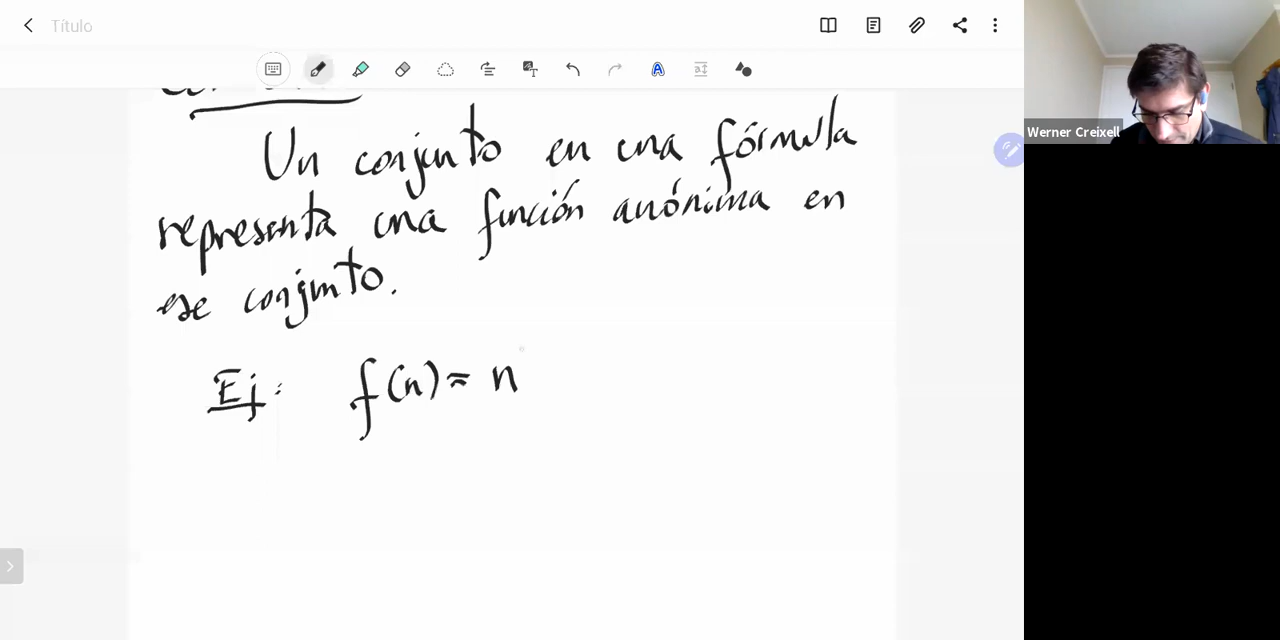 Título
Un conjunto en una fórmula
representa una función anónima en
ese conjunto.
Ej: f(n) = n
Werner Creixell